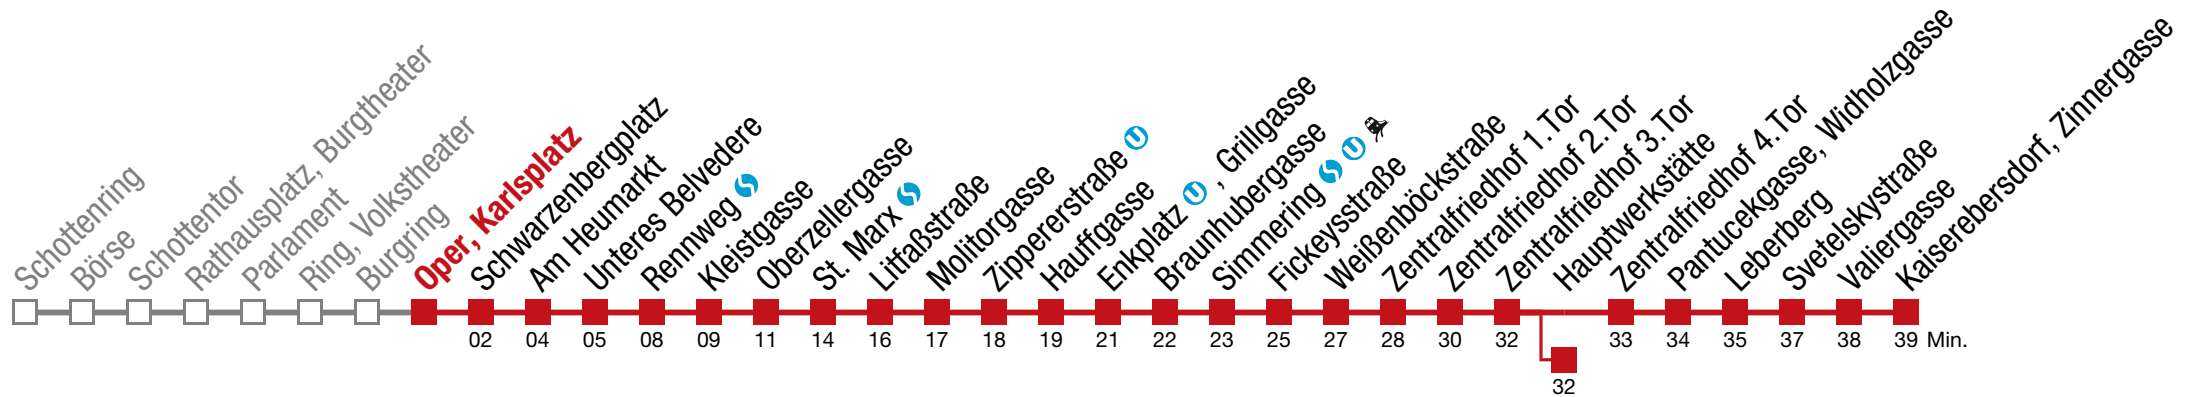 Schottenring
Börse
Schottentor
Rathausplatz, Burgtheater
Parlament
Ring, Volkstheater
Burgring
Oper, Karlsplatz
Schwarzenbergplatz
Am Heumarkt
Unteres Belvedere
Rennweg S
Kleistgasse
Oberzellergasse
St. Marx S
Litfaßstraße
Molitorgasse
Zippererstraße U
Hauffgasse
Enkplatz U , Grillgasse
Braunhubergasse
Simmering S U
Fickeysstraße
Weißenböckstraße
Zentralfriedhof 1.Tor
Zentralfriedhof 2.Tor
Zentralfriedhof 3.Tor
Hauptwerkstätte
Zentralfriedhof 4.Tor
Pantucekgasse, Widholzgasse
Leberberg
Svetelskystraße
Valiergasse
Kaiserebersdorf, Zinnergasse
02 04 05 08 09 11 14 16 17 18 19 21 22 23 25 27 28 30 32 33 34 35 37 38 39 Min.
32